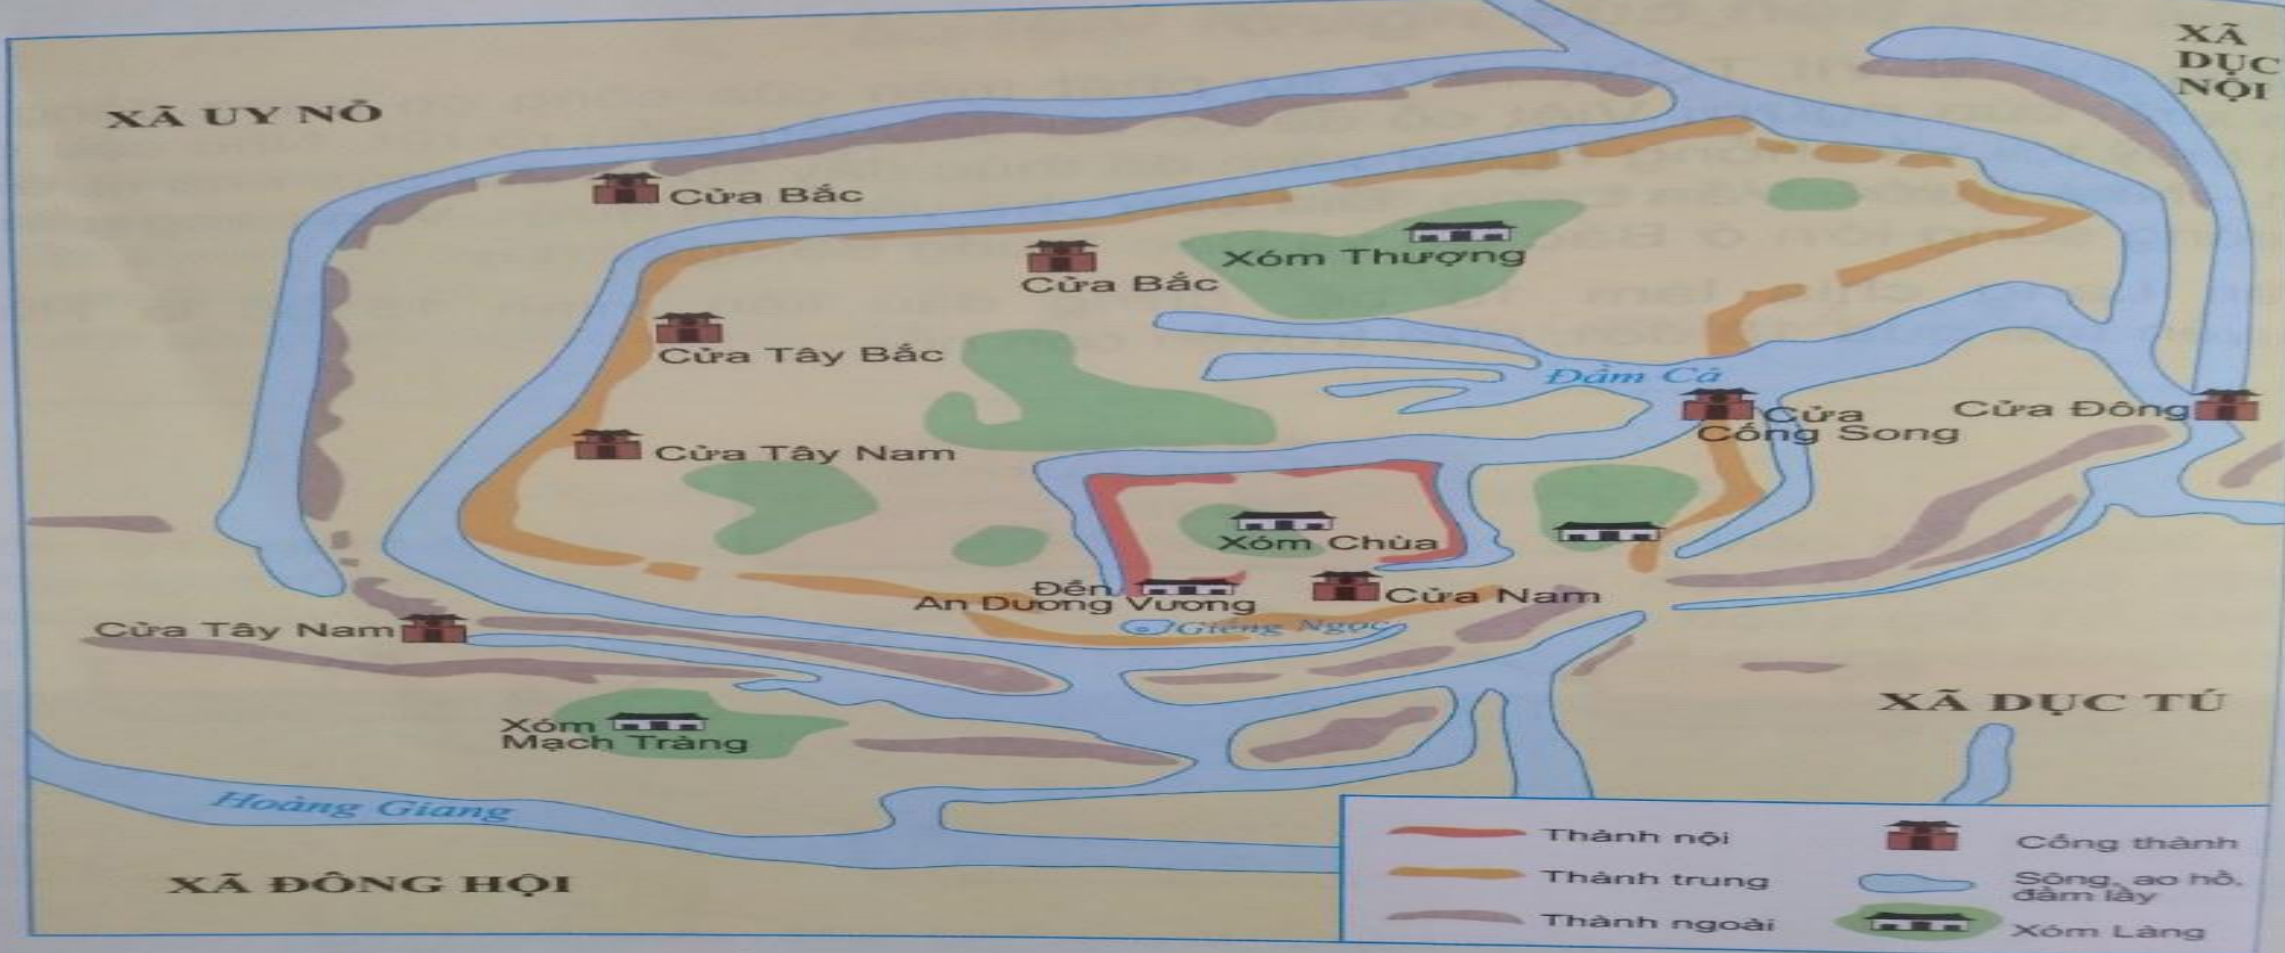 XÃ
DỤC
NỘI
XÃ UY NỖ
Cửa Bắc
Xóm Thượng
Cửa Bắc
Cửa Tây Bắc
Đầm Cả
Cửa
Cống Song
Cửa Đông
Cửa Tây Nam
Xóm Chùa
Đền
An Dương Vương
Cửa Nam
Giếng Ngọc
Cửa Tây Nam
XÃ DỤC TÚ
Xóm
Mạch Tràng
Hoàng Giang
XÃ ĐÔNG HỘI
Thành nội
Cổng thành
Thành trung
Sông, ao hồ,
đầm lầy
Thành ngoài
Xóm Làng